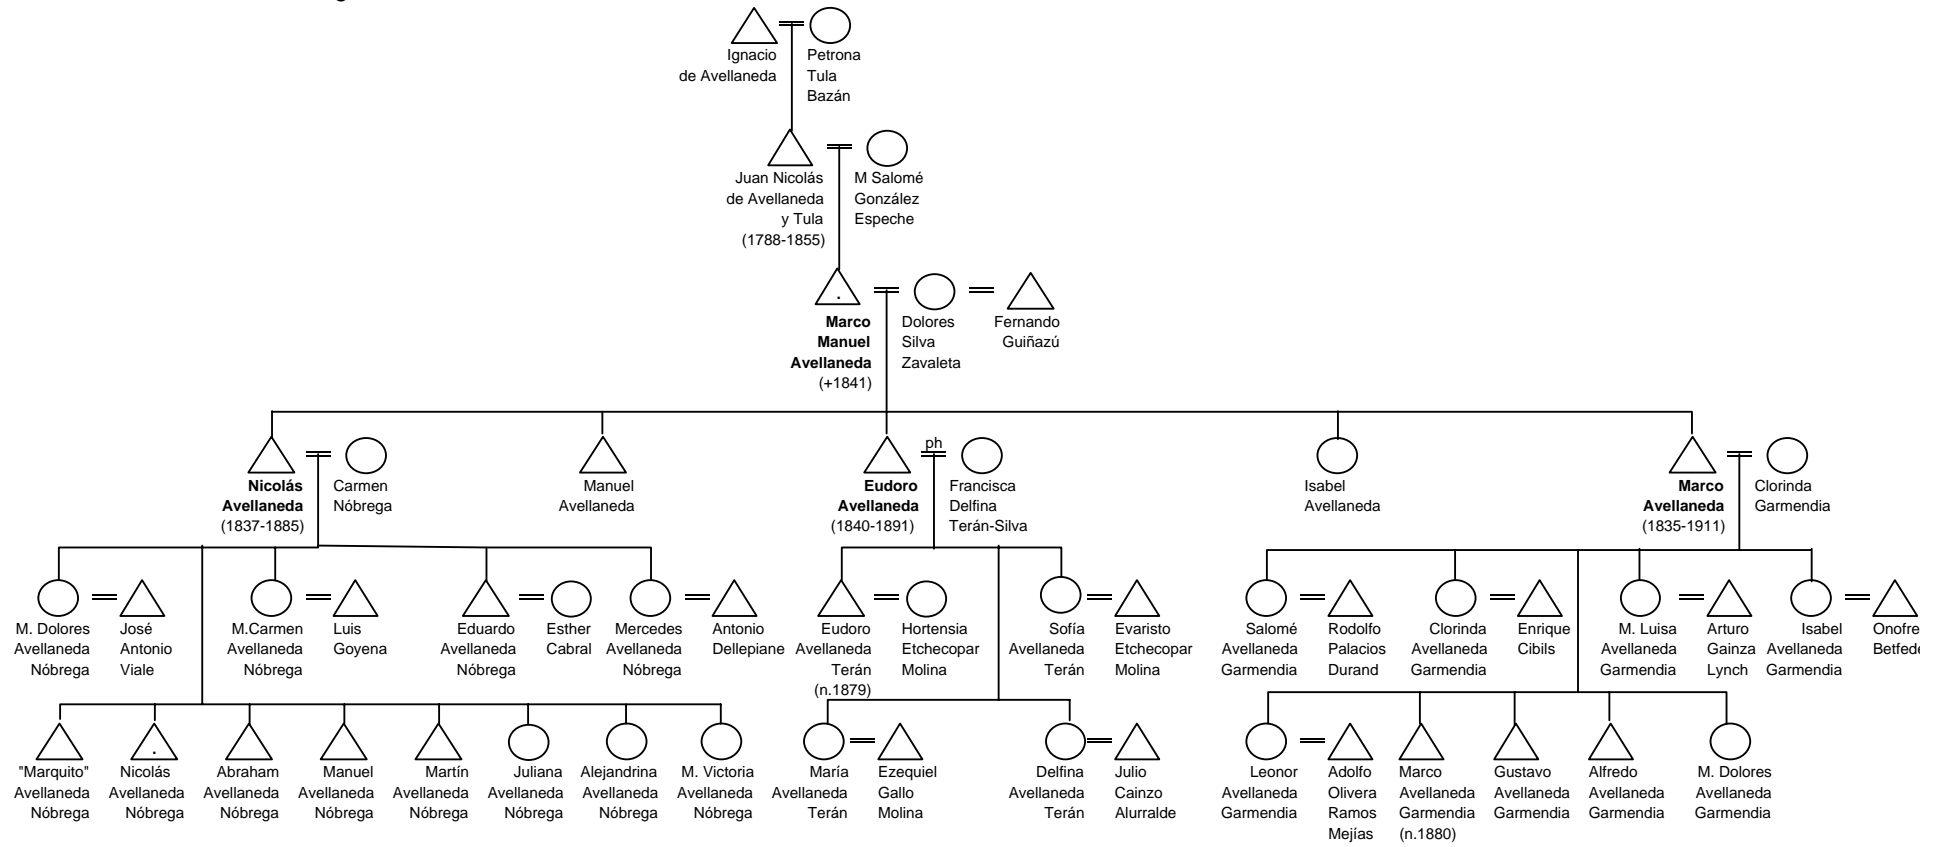 Ignacio
de Avellaneda
Petrona
Tula
Bazán
Juan Nicolás
de Avellaneda
y Tula
(1788-1855)
M Salomé
González
Espeche
.
Marco
Manuel
Avellaneda
(+1841)
Dolores
Silva
Zavaleta
Fernando
Guiñazú
Nicolás
Avellaneda
(1837-1885)
Carmen
Nóbrega
Manuel
Avellaneda
Eudoro
Avellaneda
(1840-1891)
ph
Francisca
Delfina
Terán-Silva
Isabel
Avellaneda
Marco
Avellaneda
(1835-1911)
Clorinda
Garmendia
M. Dolores
Avellaneda
Nóbrega
José
Antonio
Viale
M.Carmen
Avellaneda
Nóbrega
Luis
Goyena
Eduardo
Avellaneda
Nóbrega
Esther
Cabral
Mercedes
Avellaneda
Nóbrega
Antonio
Dellepiane
Eudoro
Avellaneda
Terán
(n.1879)
Hortensia
Etchecopar
Molina
Sofía
Avellaneda
Terán
Evaristo
Etchecopar
Molina
Salomé
Avellaneda
Garmendia
Rodolfo
Palacios
Durand
Clorinda
Avellaneda
Garmendia
Enrique
Cibils
M. Luisa
Avellaneda
Garmendia
Arturo
Gainza
Lynch
Isabel
Avellaneda
Garmendia
Onofre
Betfede
"Marquito"
Avellaneda
Nóbrega
.
Nicolás
Avellaneda
Nóbrega
Abraham
Avellaneda
Nóbrega
Manuel
Avellaneda
Nóbrega
Martín
Avellaneda
Nóbrega
Juliana
Avellaneda
Nóbrega
Alejandrina
Avellaneda
Nóbrega
M. Victoria
Avellaneda
Nóbrega
María
Avellaneda
Terán
Ezequiel
Gallo
Molina
Delfina
Avellaneda
Terán
Julio
Cainzo
Alurralde
Leonor
Avellaneda
Garmendia
Adolfo
Olivera
Ramos
Mejías
Marco
Avellaneda
Garmendia
(n.1880)
Gustavo
Avellaneda
Garmendia
Alfredo
Avellaneda
Garmendia
M. Dolores
Avellaneda
Garmendia